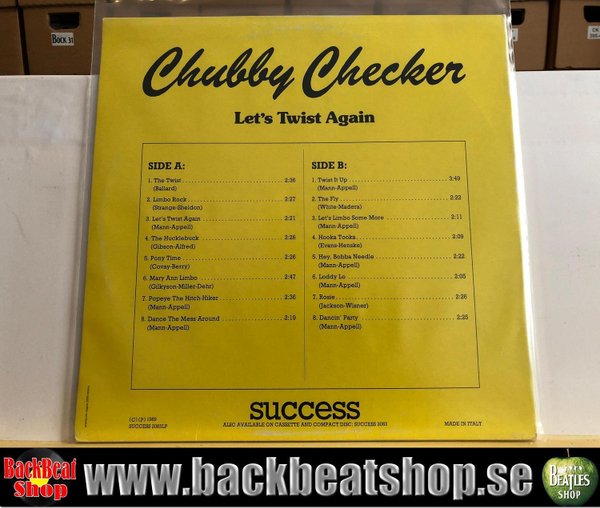 BOCK 31
CK
Chubby Checker
Let's Twist Again
SIDE A:
1. The Twist 2:36
(Ballard)
2. Limbo Rock 2:27
(Strange-Sheldon)
3. Let's Twist Again 2:21
(Mann-Appell)
4. The Hucklebuck 2:26
(Gibson-Alfred)
5. Pony Time 2:26
(Covay-Berry)
6. Mary Ann Limbo 2:47
(Gilkyson-Miller-Dehr)
7. Popeye The Hitch-Hiker 2:36
(Mann-Appell)
8. Dance The Mess Around 2:19
(Mann-Appell)
SIDE B:
1. Twist It Up 3:49
(Mann-Appell)
2. The Fly 2:22
(White-Madera)
3. Let's Limbo Some More 2:11
(Mann-Appell)
4. Hooka Tooka 2:09
(Evans-Henske)
5. Hey, Bobba Needle 2:22
(Mann-Appell)
6. Loddy Lo 2:05
(Mann-Appell)
7. Rosie 2:26
(Jackson-Wisner)
8. Dancin' Party 2:25
(Mann-Appell)
(C) (P) 1989
SUCCESS 2081LP
success
ALSO AVAILABLE ON CASSETTE AND COMPACT DISC: SUCCESS
MADE IN ITALY
BackBeat
Shop
www.backbeatshop.se
BEATLES
SHOP